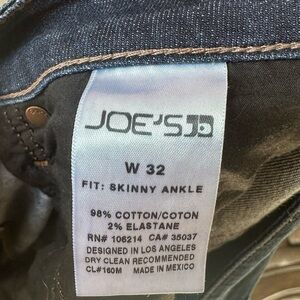 JOE'S
W 32
FIT: SKINNY ANKLE
98% COTTON/COTON
2% ELASTANE
RN# 106214 CA# 35037
DESIGNED IN LOS ANGELES
DRY CLEAN RECOMMENDED
CL#160M MADE IN MEXICO